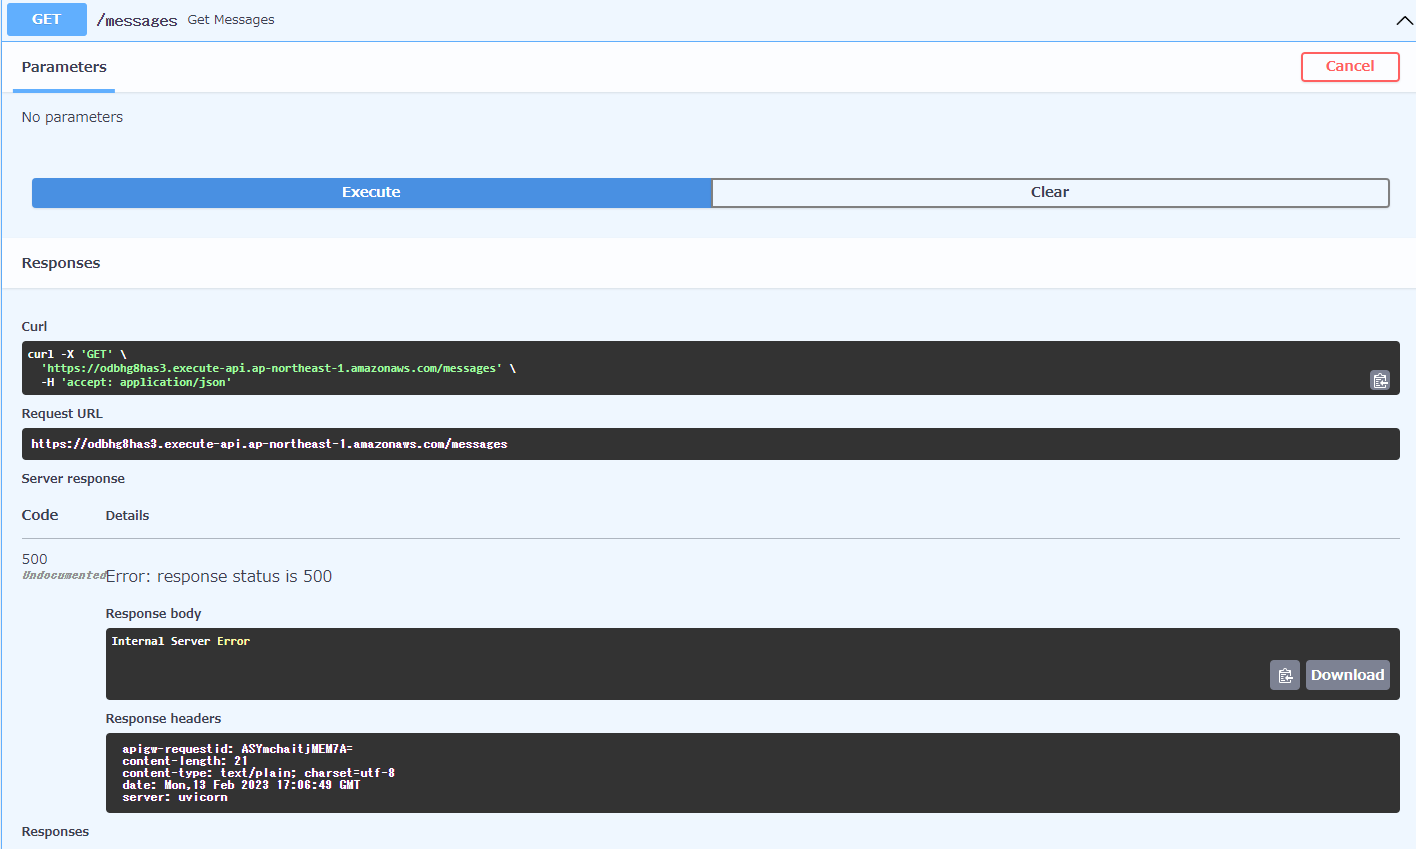 GET /messages Get Messages
Parameters
Cancel
No parameters
Execute
Clear
Responses
Curl
curl -X 'GET' \
'https://odbhg8has3.execute-api.ap-northeast-1.amazonaws.com/messages' \
-H 'accept: application/json'
Request URL
https://odbhg8has3.execute-api.ap-northeast-1.amazonaws.com/messages
Server response
Code Details
500
Undocumented
Error: response status is 500
Response body
Internal Server Error
Download
Response headers
apigw-requestid: ASYmchaitjMEM7A=
content-length: 21
content-type: text/plain; charset=utf-8
date: Mon,13 Feb 2023 17:06:49 GMT
server: uvicorn
Responses